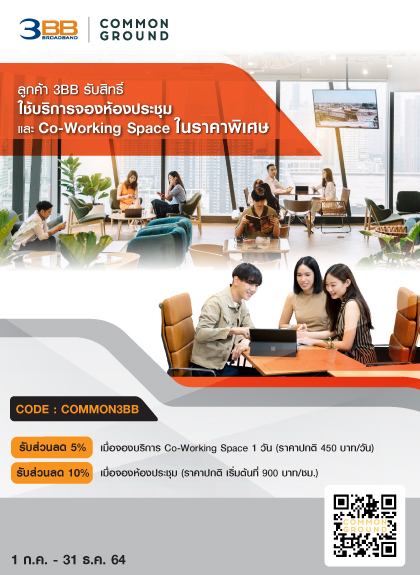 3BB
BROADBAND
COMMON
GROUND
ลูกค้า 3BB รับสิทธิ์
ใช้บริการจองห้องประชุม
และ Co-Working Space ในราคาพิเศษ
CODE : COMMON3BB
รับส่วนลด 5% เมื่อจองบริการ Co-Working Space 1 วัน (ราคาปกติ 450 บาท/วัน)
รับส่วนลด 10% เมื่อจองห้องประชุม (ราคาปกติ เริ่มต้นที่ 900 บาท/ชม.)
COMMON
GROUND
1 ก.ค. - 31 ธ.ค. 64